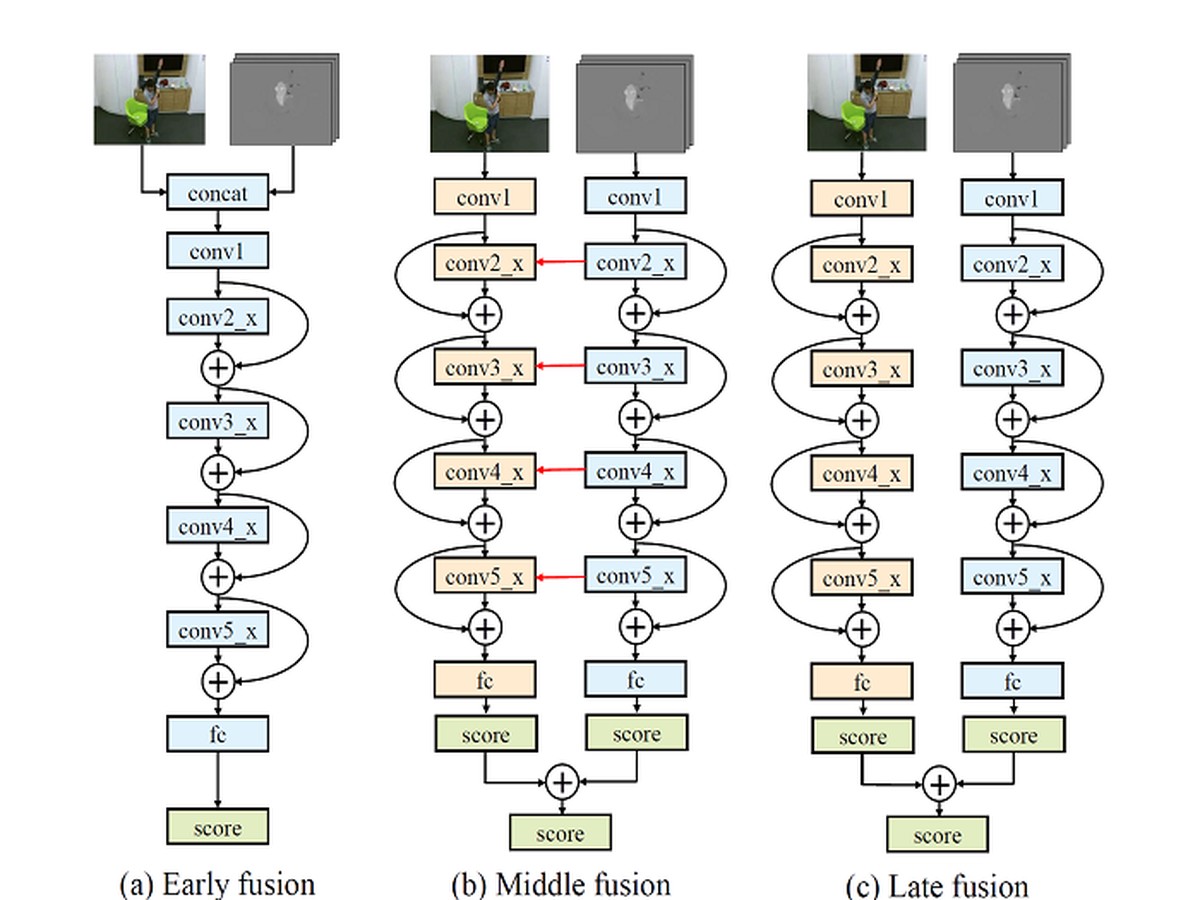 concat
conv1
conv2_x
conv3_x
conv4_x
conv5_x
fc
score
(a) Early fusion
conv1 conv1
conv2_x conv2_x
conv3_x conv3_x
conv4_x conv4_x
conv5_x conv5_x
fc fc
score score
score
(b) Middle fusion
conv1 conv1
conv2_x conv2_x
conv3_x conv3_x
conv4_x conv4_x
conv5_x conv5_x
fc fc
score score
score
(c) Late fusion